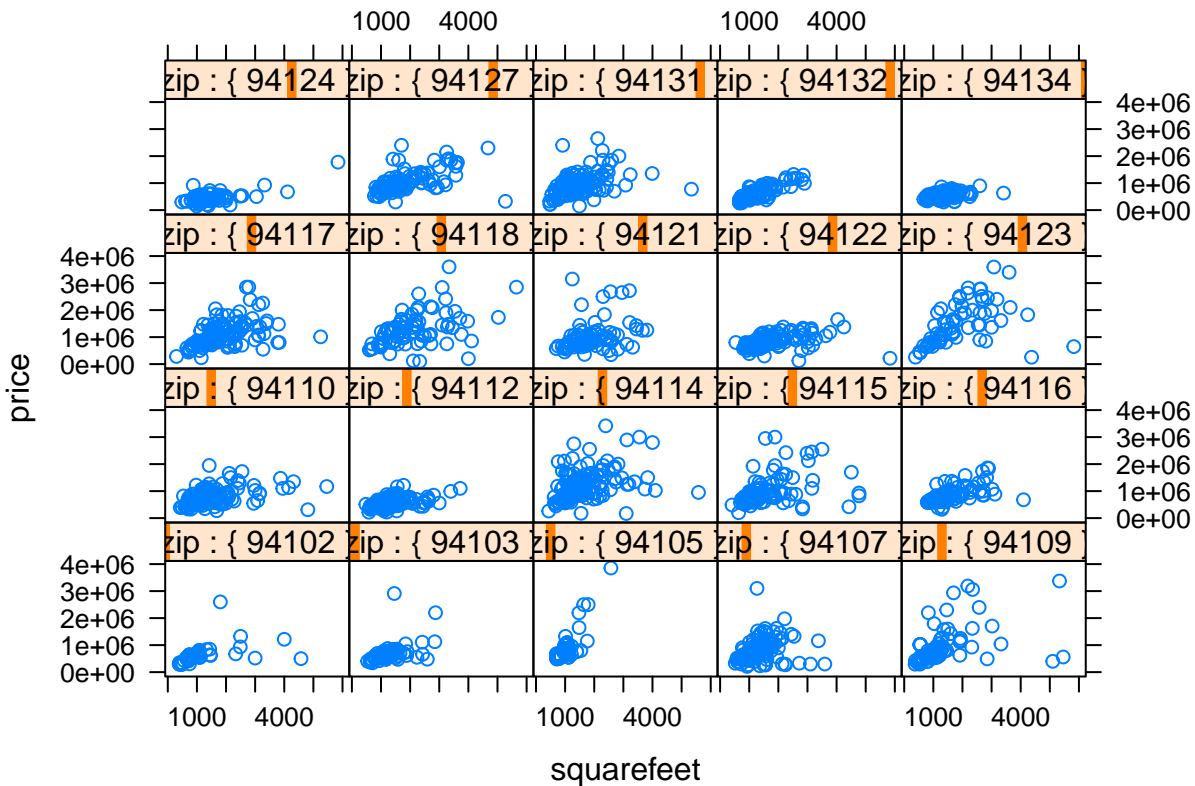 1000 4000 1000 4000
zip : { 94124 } zip : { 94127 } zip : { 94131 } zip : { 94132 } zip : { 94134 }
4e+06
3e+06
2e+06
1e+06
0e+00
zip : { 94117 } zip : { 94118 } zip : { 94121 } zip : { 94122 } zip : { 94123 }
4e+06
3e+06
2e+06
1e+06
0e+00
zip : { 94110 } zip : { 94112 } zip : { 94114 } zip : { 94115 } zip : { 94116 }
4e+06
3e+06
2e+06
1e+06
0e+00
zip : { 94102 } zip : { 94103 } zip : { 94105 } zip : { 94107 } zip : { 94109 }
4e+06
3e+06
2e+06
1e+06
0e+00
1000 4000 1000 4000 1000 4000
price
squarefeet